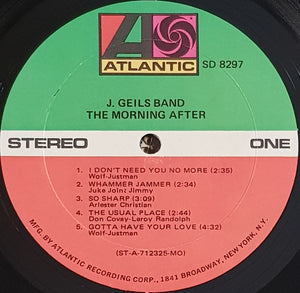 A
ATLANTIC
SD 8297
J. GEILS BAND
THE MORNING AFTER
STEREO
ONE
1. I DON'T NEED YOU NO MORE (2:35)
Wolf-Justman
2. WHAMMER JAMMER (2:34)
Juke Joint Jimmy
3. SO SHARP (3:09)
Arlester Christian
4. THE USUAL PLACE (2:44)
Don Covay-Leroy Randolph
5. GOTTA HAVE YOUR LOVE (4:32)
Wolf-Justman
(ST-A-712325-MO)
MFG. BY ATLANTIC RECORDING CORP., 1841 BROADWAY, NEW YORK, N.Y.